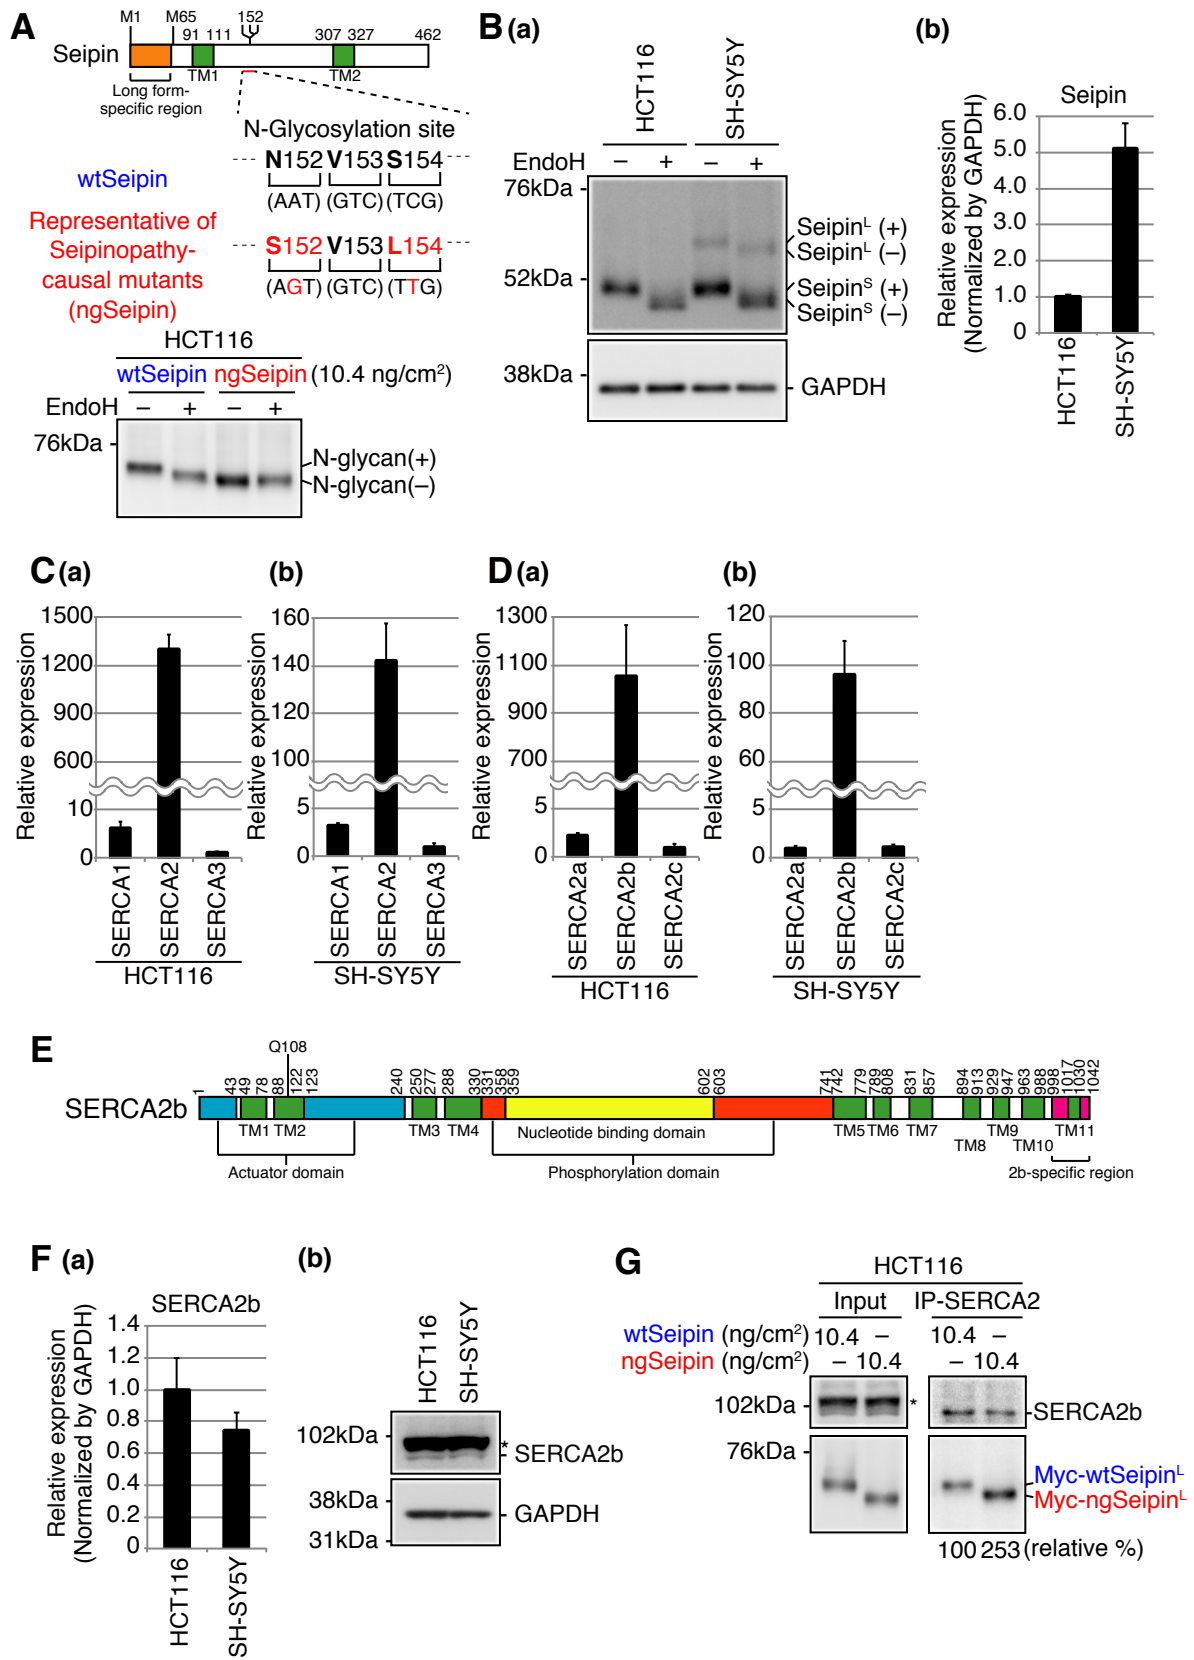 A
M1 M65 152
91 111 307 327 462
Seipin
TM1 TM2
Long form-
specific region
N-Glycosylation site
wtSeipin
--- N152 V153 S154 ---
(AAT) (GTC) (TCG)
Representative of
Seipinopathy-
causal mutants
(ngSeipin)
--- S152 V153 L154 ---
(AGT) (GTC) (TTG)
HCT116
wtSeipin ngSeipin (10.4 ng/cm²)
EndoH – + – +
76kDa
N-glycan(+)
N-glycan(–)
B (a)
HCT116
SH-SY5Y
EndoH – + – +
76kDa
52kDa
38kDa
Seipinᴸ (+)
Seipinᴸ (–)
Seipinˢ (+)
Seipinˢ (–)
GAPDH
(b)
Seipin
Relative expression
(Normalized by GAPDH)
6.0
5.0
4.0
3.0
2.0
1.0
0
HCT116
SH-SY5Y
C (a)
Relative expression
1500
1200
900
600
10
0
SERCA1
SERCA2
SERCA3
HCT116
(b)
Relative expression
160
140
120
100
5
0
SERCA1
SERCA2
SERCA3
SH-SY5Y
D (a)
Relative expression
1300
1100
900
700
5
0
SERCA2a
SERCA2b
SERCA2c
HCT116
(b)
Relative expression
120
100
80
60
5
0
SERCA2a
SERCA2b
SERCA2c
SH-SY5Y
E
Q108
1 43 49 78 88 122 123 240 250 277 288 330 331 358 359 602 603 741 742 779 789 808 831 857 894 913 929 947 963 988 998 1017 1030 1042
SERCA2b
TM1 TM2 TM3 TM4 Nucleotide binding domain TM5 TM6 TM7 TM8 TM9 TM10 TM11
Actuator domain Phosphorylation domain 2b-specific region
F (a)
SERCA2b
Relative expression
(Normalized by GAPDH)
1.4
1.2
1.0
0.8
0.6
0.4
0.2
0
HCT116
SH-SY5Y
(b)
HCT116
SH-SY5Y
102kDa
*
SERCA2b
38kDa
GAPDH
31kDa
G
HCT116
Input IP-SERCA2
wtSeipin (ng/cm²) 10.4 – 10.4 –
ngSeipin (ng/cm²) – 10.4 – 10.4
102kDa * SERCA2b
76kDa
Myc-wtSeipinᴸ
Myc-ngSeipinᴸ
100 253 (relative %)